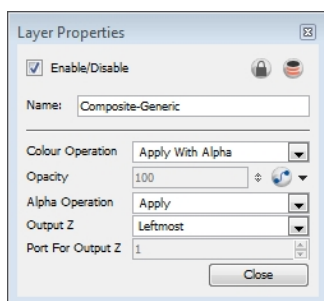 Layer Properties
Enable/Disable
Name: Composite-Generic
Colour Operation Apply With Alpha
Opacity 100
Alpha Operation Apply
Output Z Leftmost
Port For Output Z 1
Close